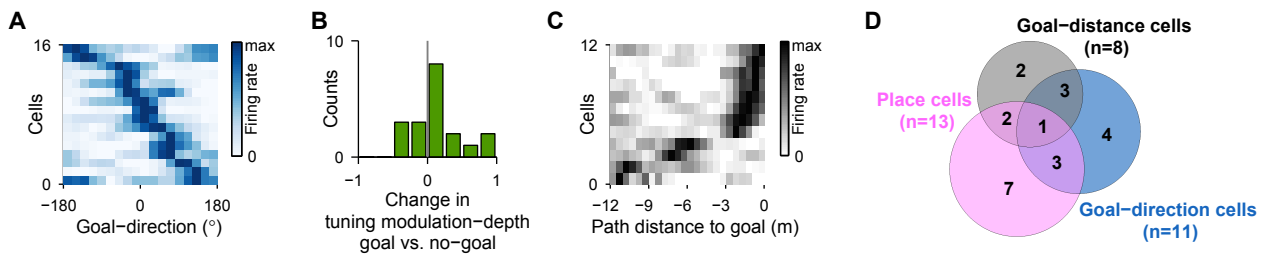 A
16
Cells
0
−180
0
180
Goal−direction (°)
max
Firing rate
0
B
10
Counts
0
−1
0
1
Change in
tuning modulation−depth
goal vs. no−goal
C
12
Cells
0
−12
−9
−6
−3
0
Path distance to goal (m)
max
Firing rate
0
D
Goal−distance cells
(n=8)
Place cells
(n=13)
2
3
2
1
4
3
7
Goal−direction cells
(n=11)